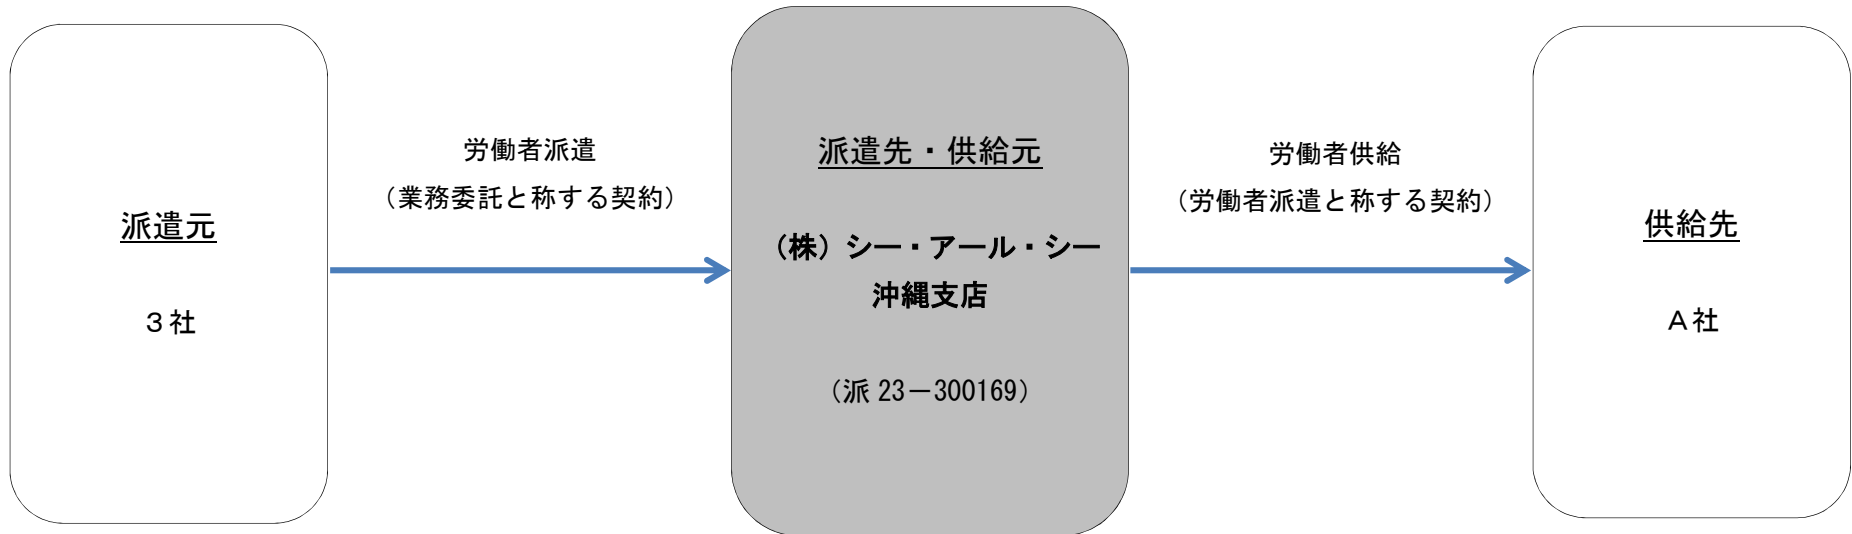 派遣元
３社
労働者派遣
（業務委託と称する契約）
派遣先・供給元
（株）シー・アール・シー
沖縄支店
（派 23－300169）
労働者供給
（労働者派遣と称する契約）
供給先
Ａ社